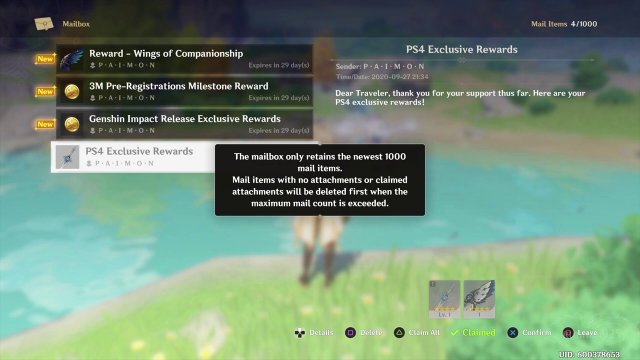 Mailbox
Mail Items 4/1000
New
Reward - Wings of Companionship
P·A·I·M·O·N
Expires in 29 day(s)
New
3M Pre-Registrations Milestone Reward
P·A·I·M·O·N
Expires in 29 day(s)
New
Genshin Impact Release Exclusive Rewards
P·A·I·M·O·N
Expires in 29 day(s)
PS4 Exclusive Rewards
P·A·I·M·O·N
PS4 Exclusive Rewards
Sender: P·A·I·M·O·N
Time/Date: 2020-09-27 21:34
Dear Traveler, thank you for your support thus far. Here are your
PS4 exclusive rewards!
The mailbox only retains the newest 1000
mail items.
Mail items with no attachments or claimed
attachments will be deleted first when the
maximum mail count is exceeded.
Lv. 1
1
Details
Delete
Claim All
Claimed
Confirm
Leave
UID: 600378653